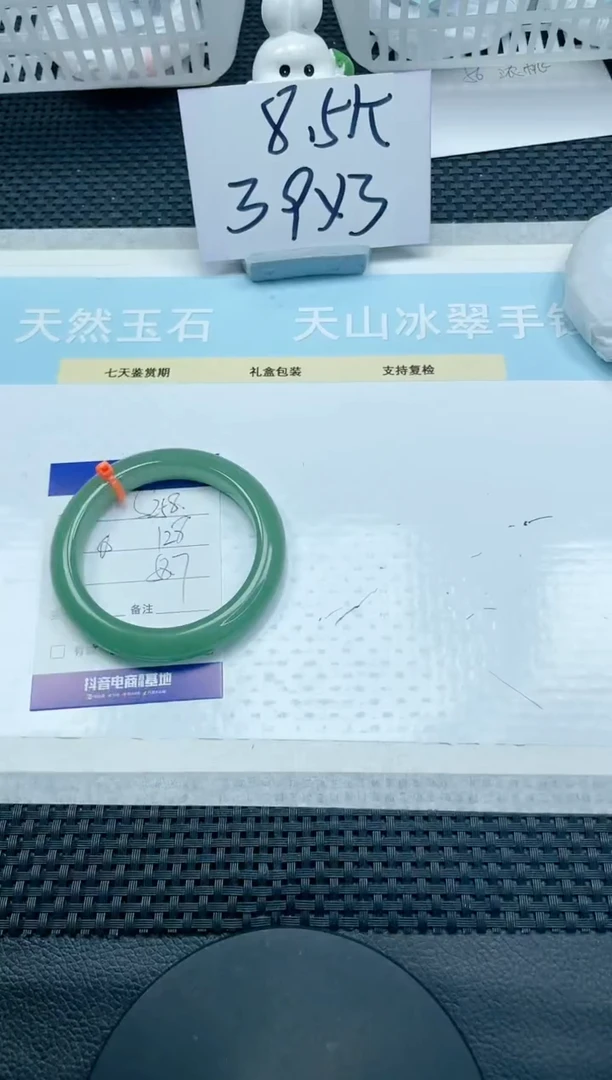 8.5K
39X3
天然玉石 天山冰翠手
七天鉴赏期 礼盒包装 支持复检
258.
128
备注
抖音电商 基地